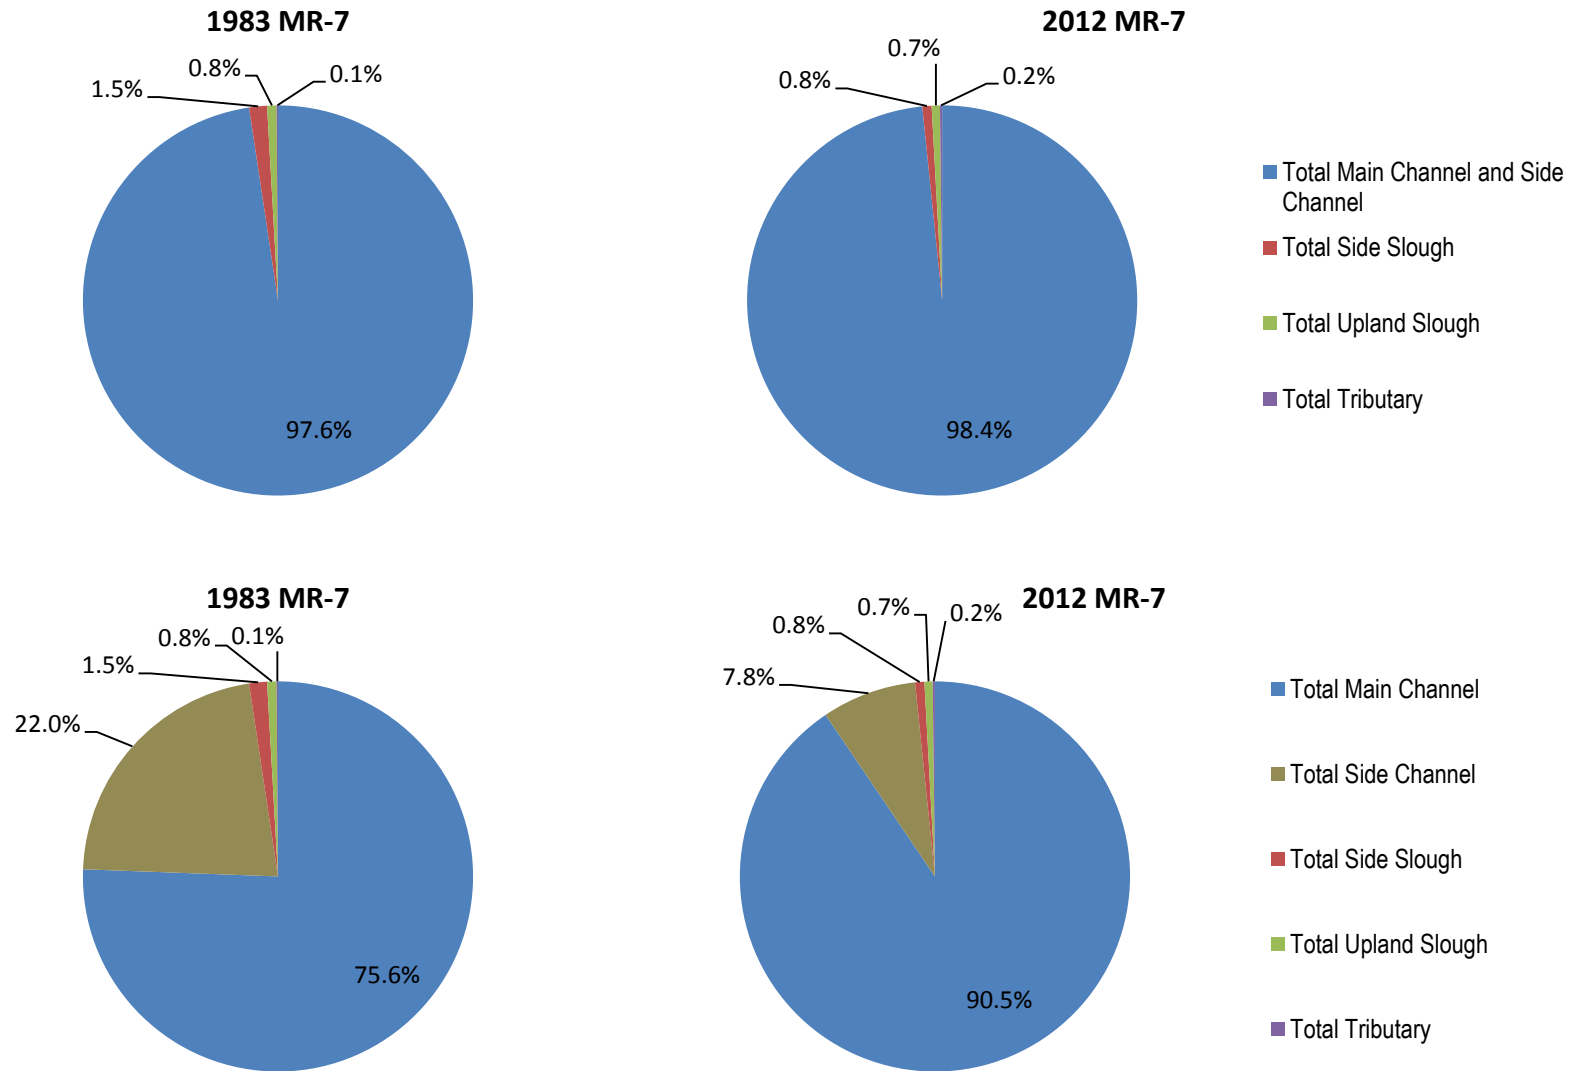 1983 MR-7
0.8%
0.1%
1.5%
97.6%
2012 MR-7
0.7%
0.2%
0.8%
98.4%
Total Main Channel and Side
Channel
Total Side Slough
Total Upland Slough
Total Tributary
1983 MR-7
0.8%
0.1%
1.5%
22.0%
75.6%
2012 MR-7
0.7%
0.2%
0.8%
7.8%
90.5%
Total Main Channel
Total Side Channel
Total Side Slough
Total Upland Slough
Total Tributary